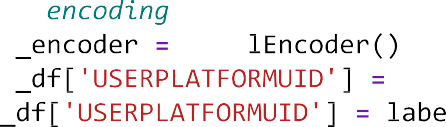 encoding
_encoder = lEncoder()
_df['USERPLATFORMUID'] =
_df['USERPLATFORMUID'] = labe